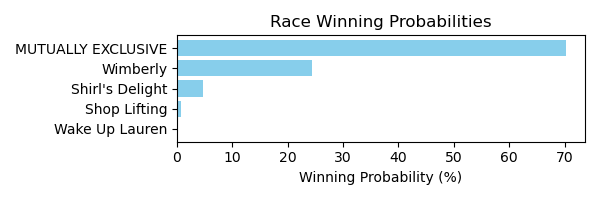 Race Winning Probabilities
MUTUALLY EXCLUSIVE
Wimberly
Shirl's Delight
Shop Lifting
Wake Up Lauren
0 10 20 30 40 50 60 70
Winning Probability (%)